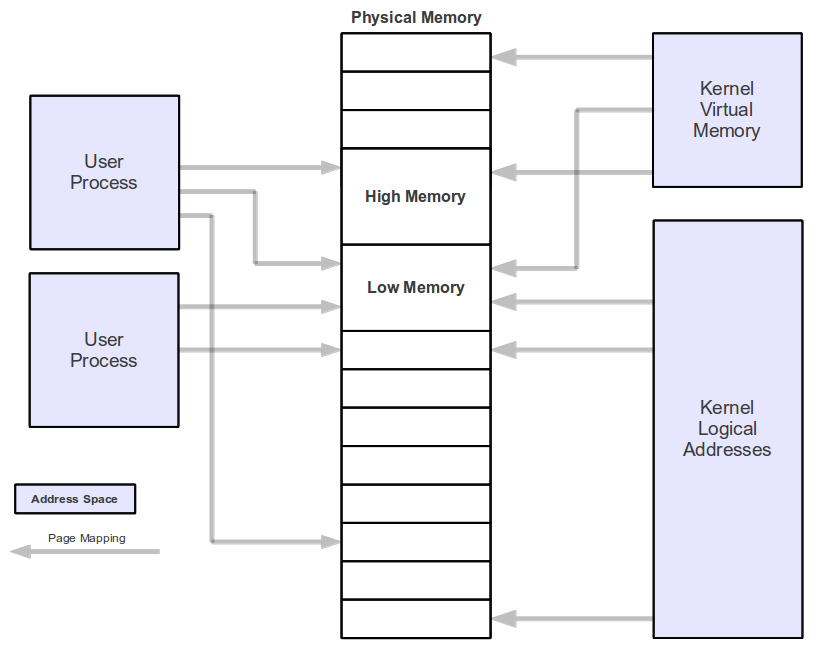 Physical Memory
User
Process
User
Process
High Memory
Low Memory
Kernel
Virtual
Memory
Kernel
Logical
Addresses
Address Space
Page Mapping